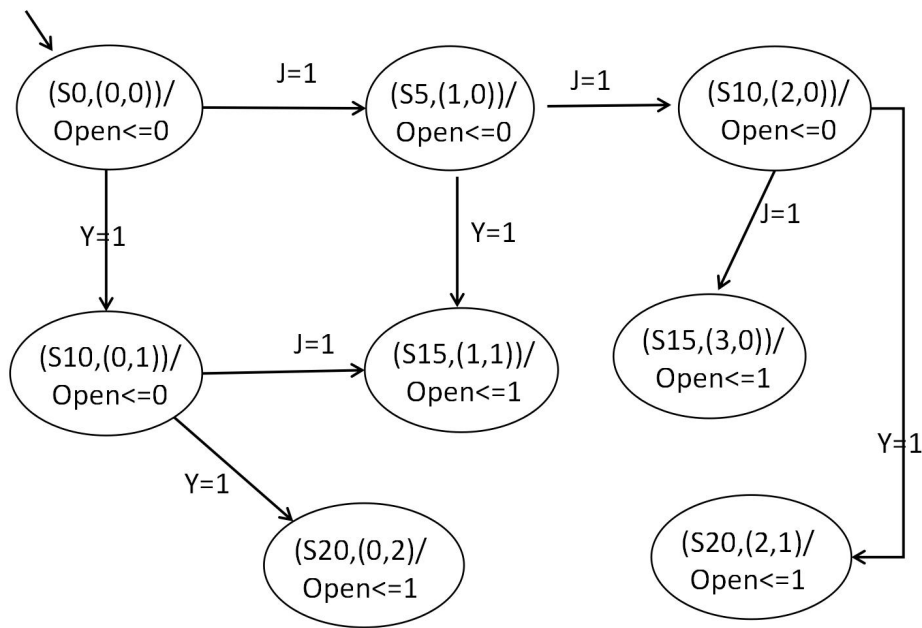 J=1
J=1
(S0,(0,0))/
Open<=0
(S5,(1,0))/
Open<=0
(S10,(2,0))/
Open<=0
Y=1
Y=1
J=1
(S10,(0,1))/
Open<=0
J=1
(S15,(1,1))/
Open<=1
(S15,(3,0))/
Open<=1
Y=1
Y=1
(S20,(0,2)/
Open<=1
(S20,(2,1)/
Open<=1